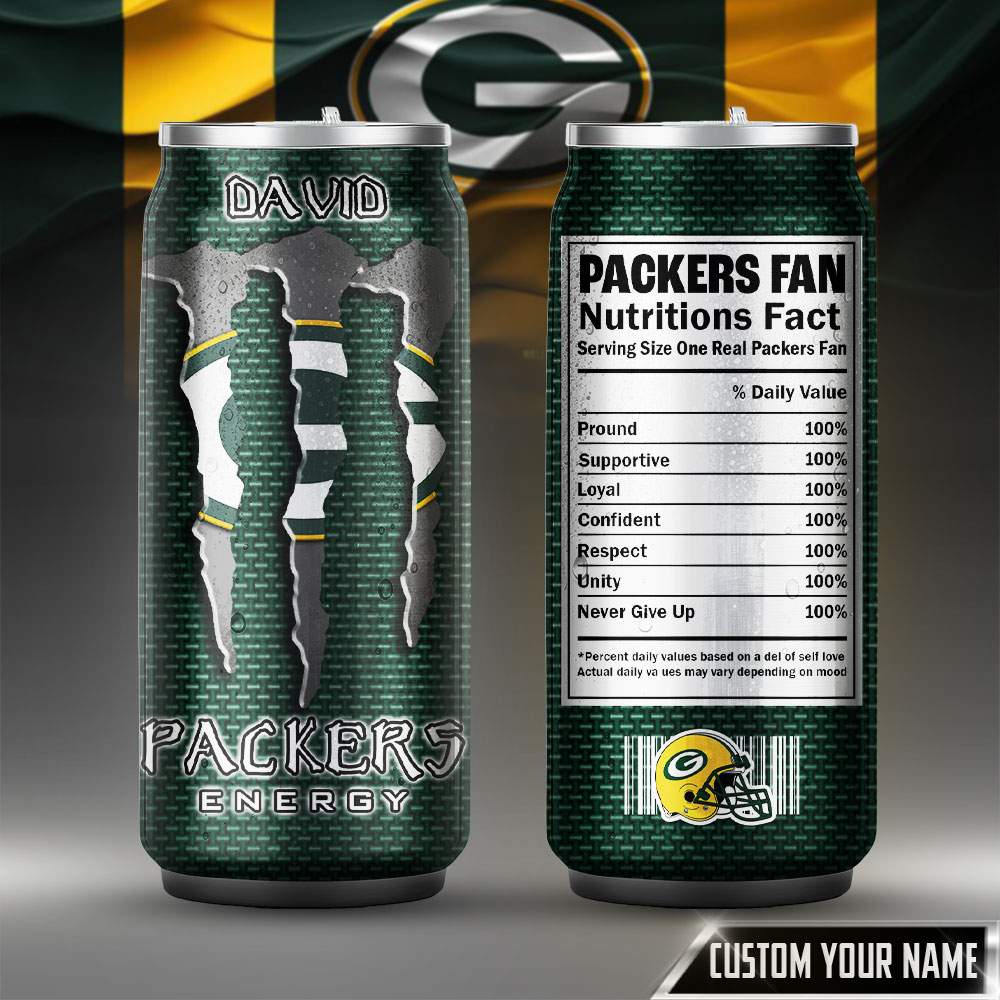 DAVID
PACKERS
ENERGY
PACKERS FAN
Nutritions Fact
Serving Size One Real Packers Fan
% Daily Value
Pround 100%
Supportive 100%
Loyal 100%
Confident 100%
Respect 100%
Unity 100%
Never Give Up 100%
*Percent daily values based on a del of self love
Actual daily va ues may vary depending on mood
G
G
CUSTOM YOUR NAME